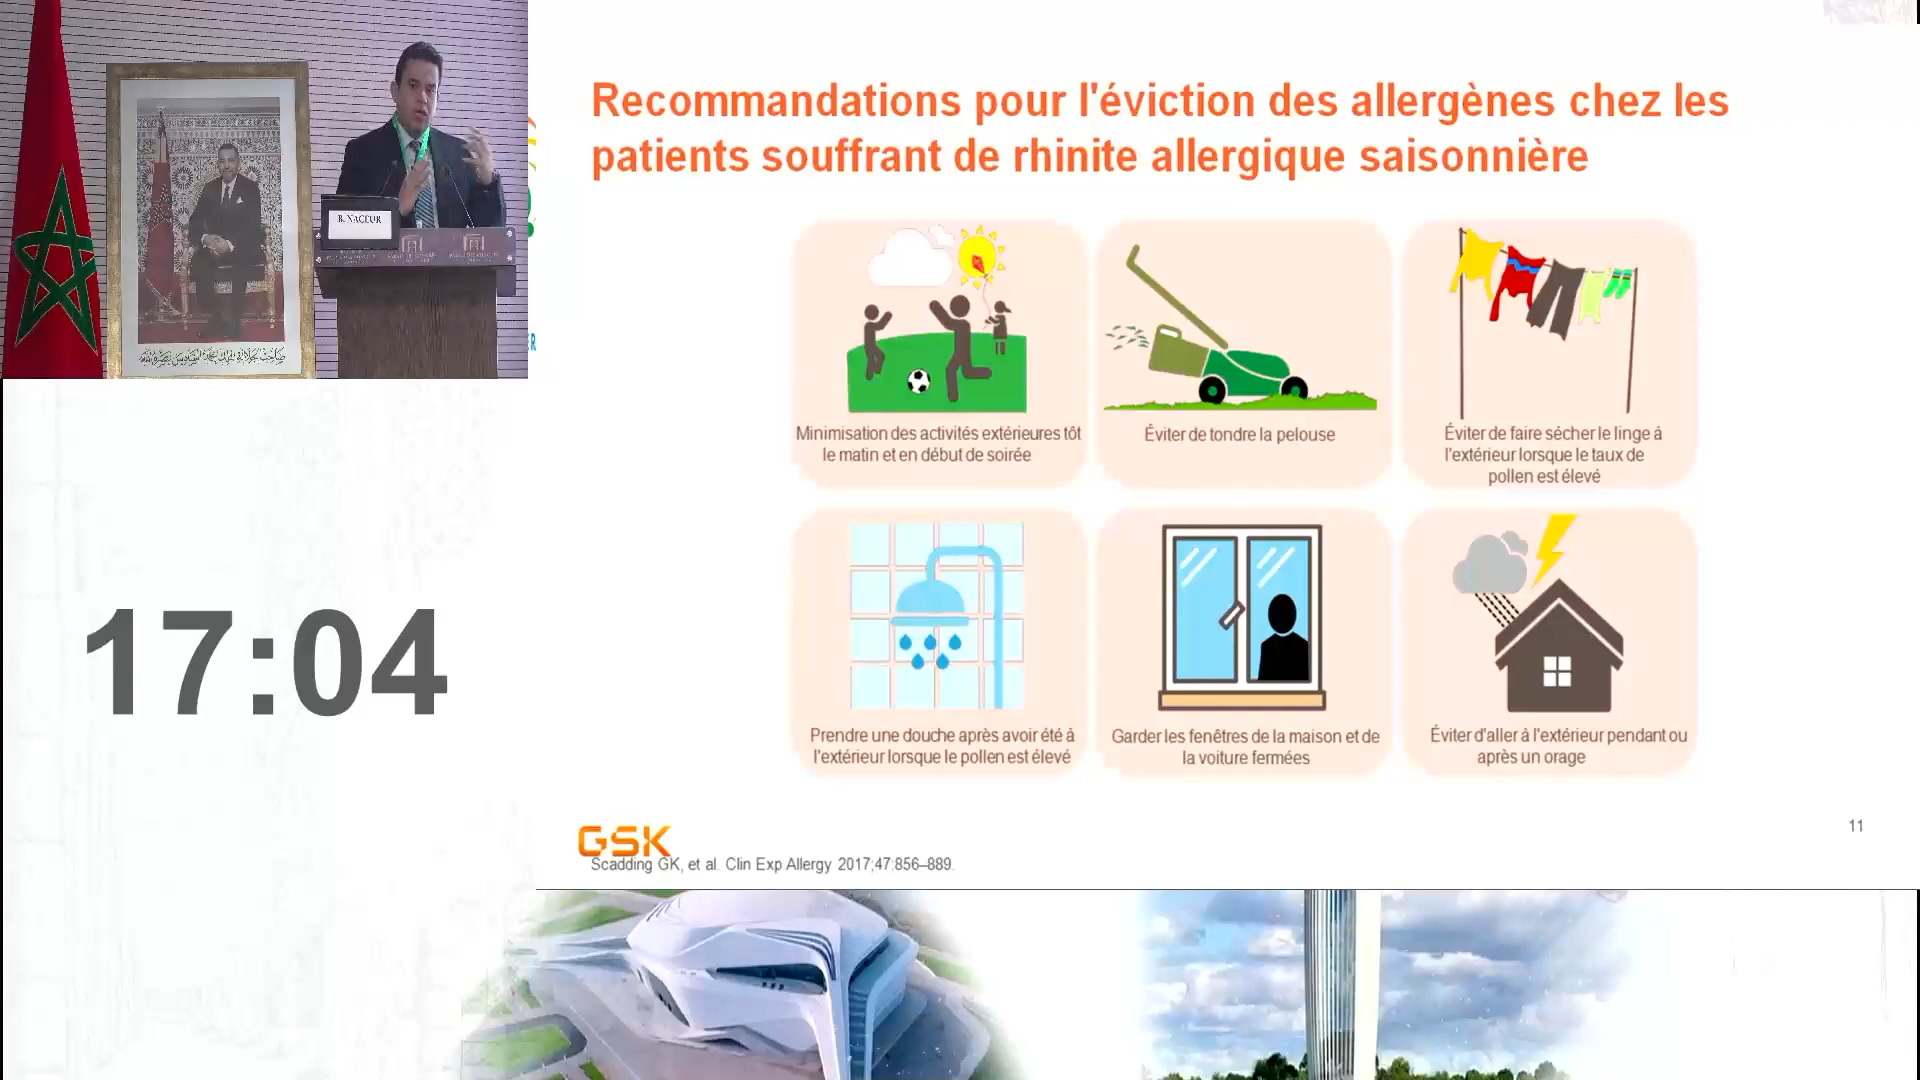 Recommandations pour l'éviction des allergènes chez les
patients souffrant de rhinite allergique saisonnière
B. NACEUR
Minimisation des activités extérieures tôt
le matin et en début de soirée
Éviter de tondre la pelouse
Éviter de faire sécher le linge à
l'extérieur lorsque le taux de
pollen est élevé
17:04
Prendre une douche après avoir été à
l'extérieur lorsque le pollen est élevé
Garder les fenêtres de la maison et de
la voiture fermées
Éviter d'aller à l'extérieur pendant ou
après un orage
GSK
Scadding GK, et al. Clin Exp Allergy 2017;47:856–889.
11